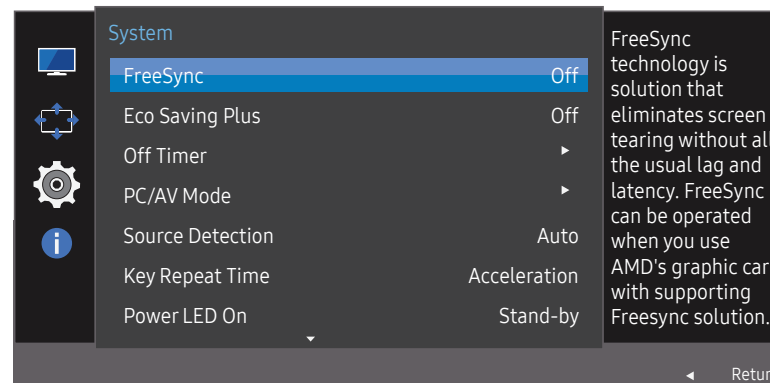 System
FreeSync Off
Eco Saving Plus Off
Off Timer
PC/AV Mode
Source Detection Auto
Key Repeat Time Acceleration
Power LED On Stand-by
FreeSync
technology is
solution that
eliminates screen
tearing without all
the usual lag and
latency. FreeSync
can be operated
when you use
AMD's graphic car
with supporting
Freesync solution.
Retur